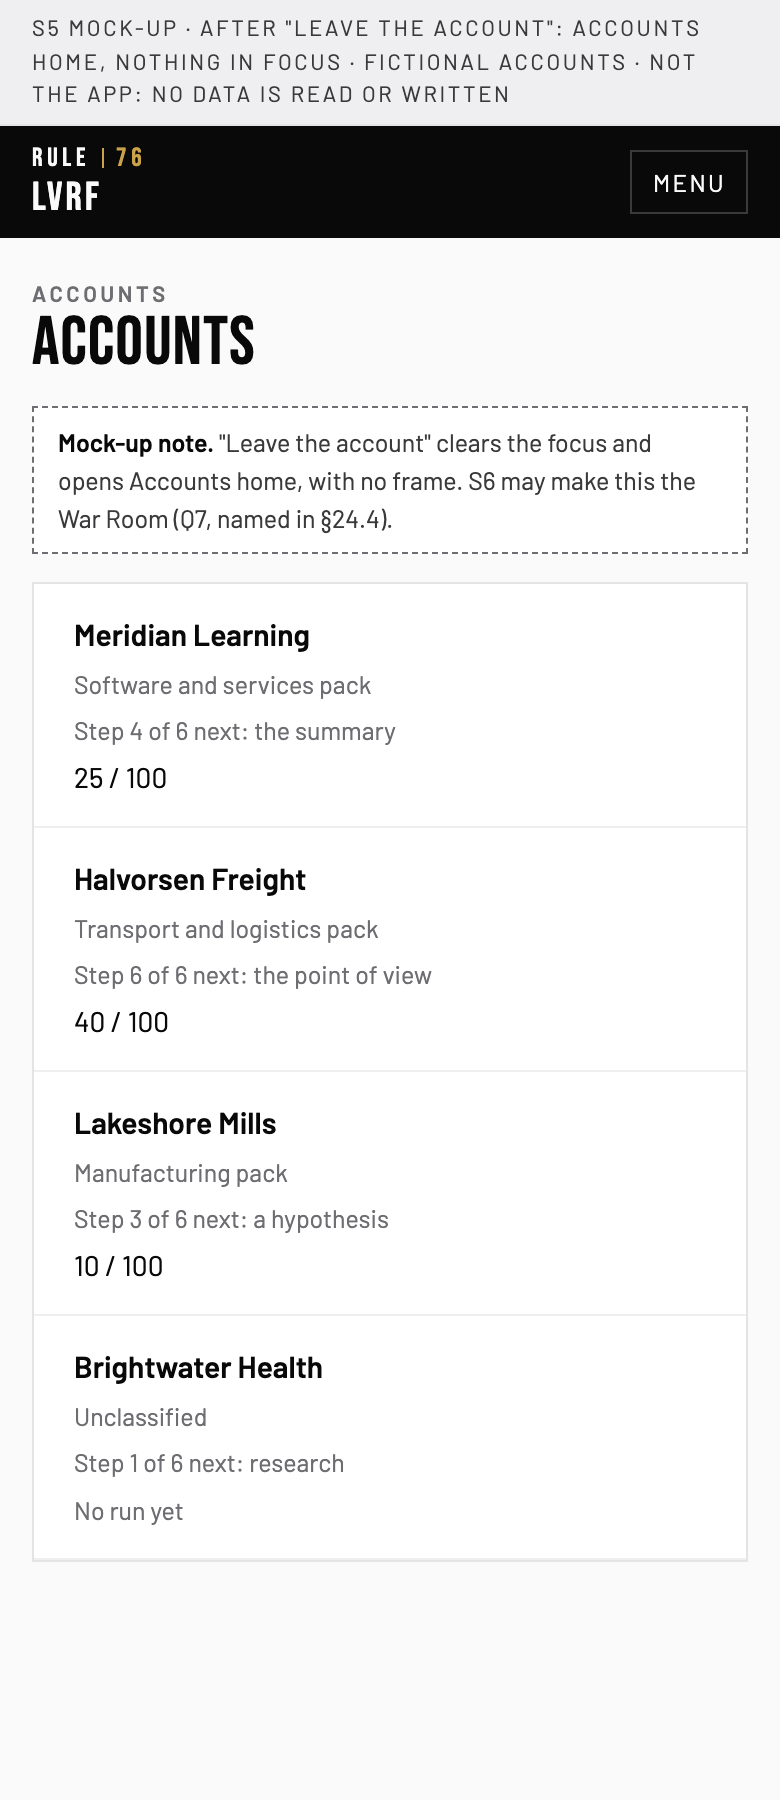 S5 MOCK-UP · AFTER "LEAVE THE ACCOUNT": ACCOUNTS
HOME, NOTHING IN FOCUS · FICTIONAL ACCOUNTS · NOT
THE APP: NO DATA IS READ OR WRITTEN
RULE | 76
LVRF
MENU
ACCOUNTS
ACCOUNTS
Mock-up note. "Leave the account" clears the focus and
opens Accounts home, with no frame. S6 may make this the
War Room (Q7, named in §24.4).
Meridian Learning
Software and services pack
Step 4 of 6 next: the summary
25 / 100
Halvorsen Freight
Transport and logistics pack
Step 6 of 6 next: the point of view
40 / 100
Lakeshore Mills
Manufacturing pack
Step 3 of 6 next: a hypothesis
10 / 100
Brightwater Health
Unclassified
Step 1 of 6 next: research
No run yet